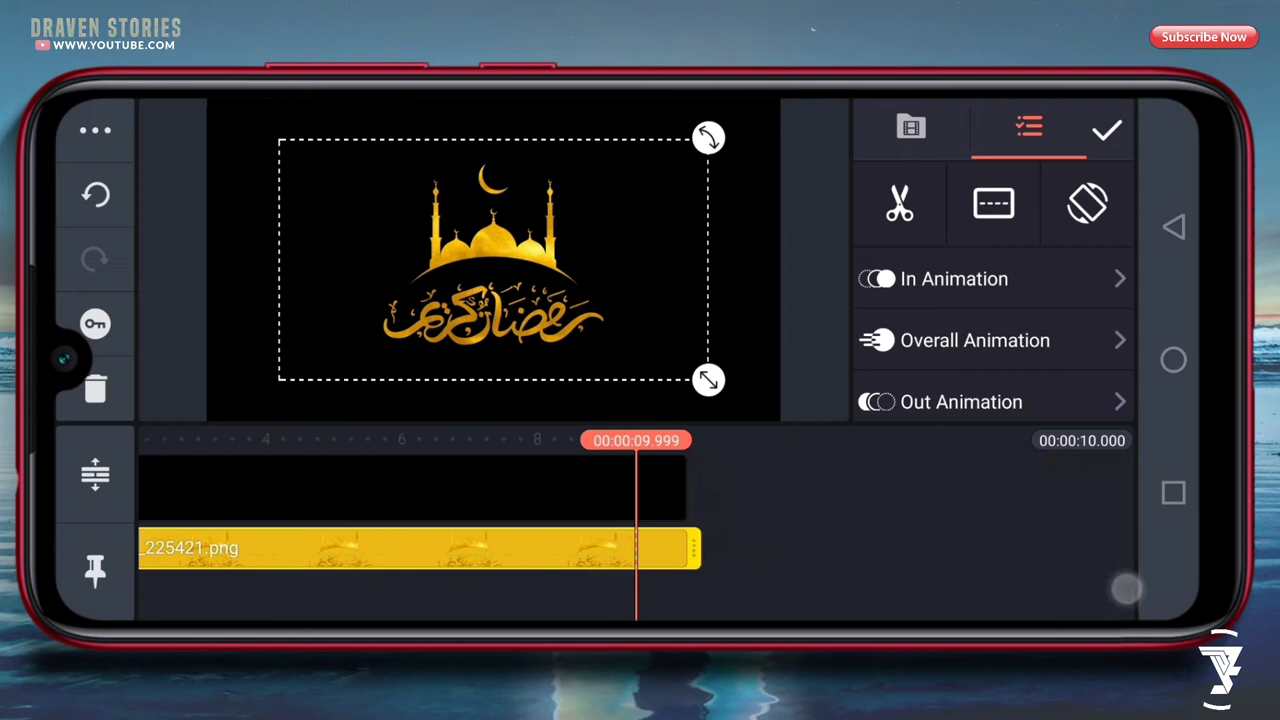 DRAVEN STORIES
WWW.YOUTUBE.COM
Subscribe Now
رمضان كريم
In Animation
Overall Animation
Out Animation
4
6
8
00:00:09.999
00:00:10.000
_225421.png